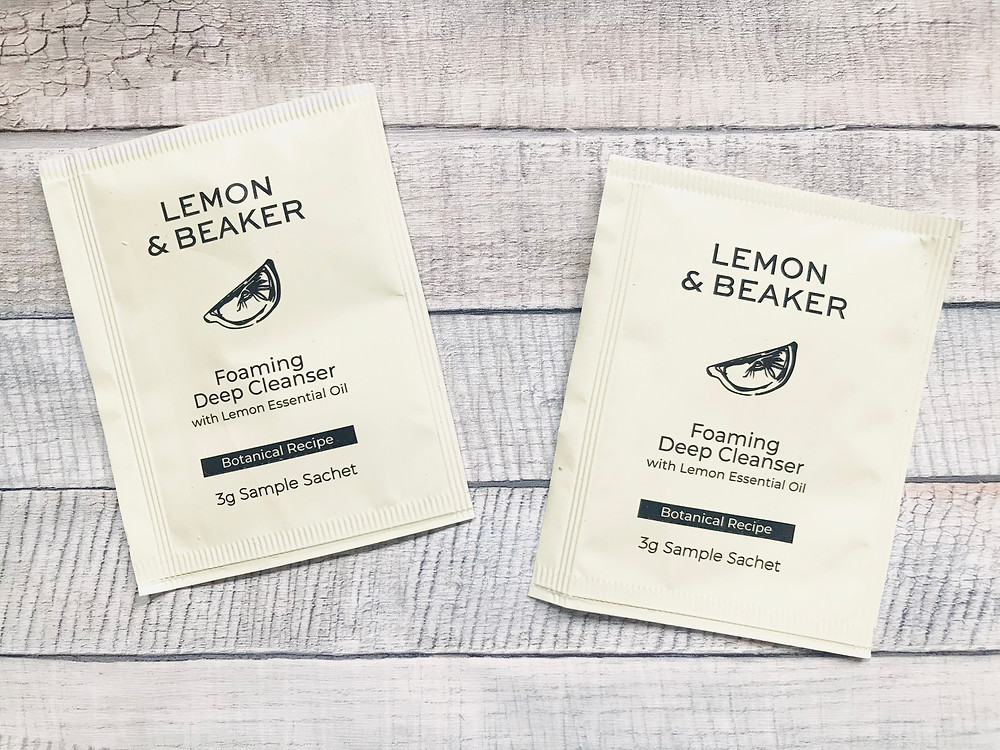 LEMON
& BEAKER
Foaming
Deep Cleanser
with Lemon Essential Oil
Botanical Recipe
3g Sample Sachet
LEMON
& BEAKER
Foaming
Deep Cleanser
with Lemon Essential Oil
Botanical Recipe
3g Sample Sachet